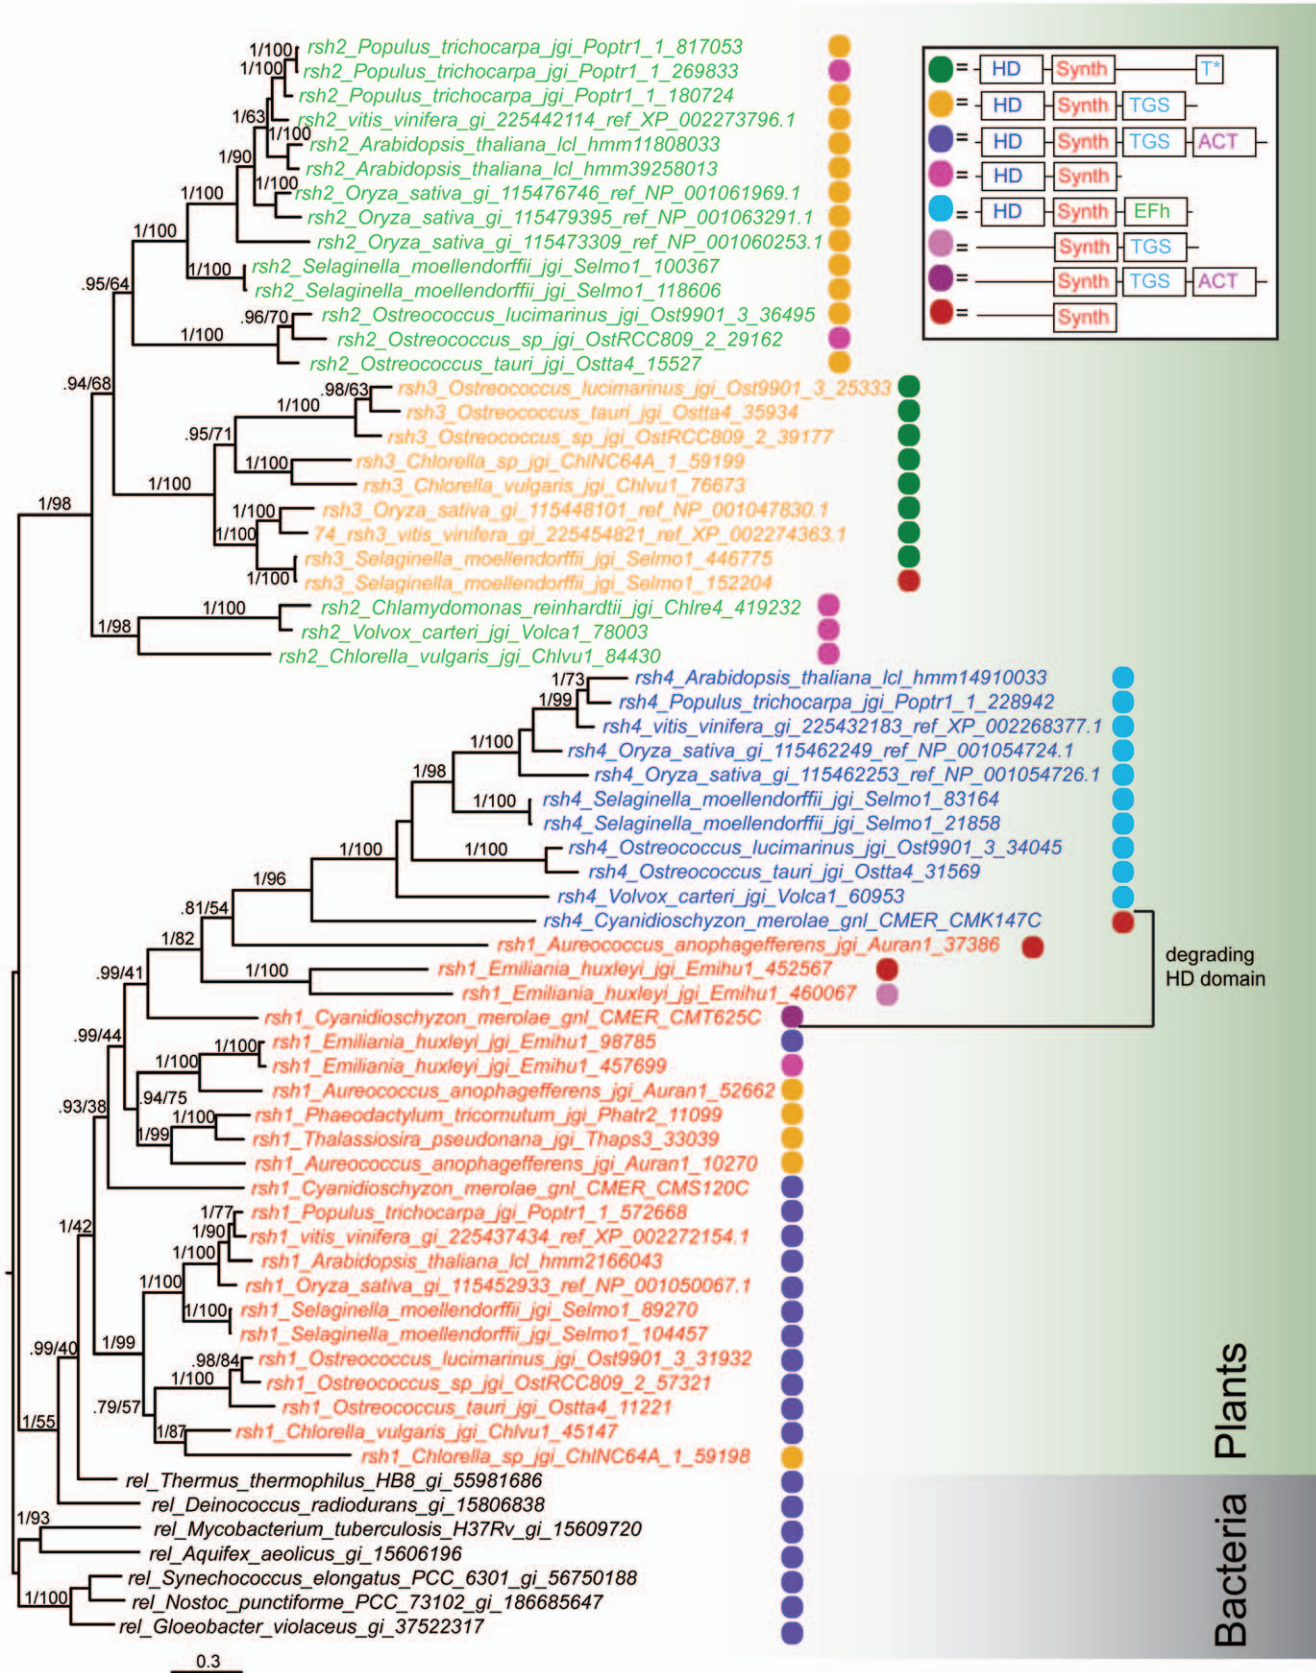 rsh2_Populus_trichocarpa_jgi_Poptr1_1_817053
rsh2_Populus_trichocarpa_jgi_Poptr1_1_269833
rsh2_Populus_trichocarpa_jgi_Poptr1_1_180724
rsh2_vitis_vinifera_gi_225442114_ref_XP_002273796.1
rsh2_Arabidopsis_thaliana_lcl_hmm11808033
rsh2_Arabidopsis_thaliana_lcl_hmm39258013
rsh2_Oryza_sativa_gi_115476746_ref_NP_001061969.1
rsh2_Oryza_sativa_gi_115479395_ref_NP_001063291.1
rsh2_Oryza_sativa_gi_115473309_ref_NP_001060253.1
rsh2_Selaginella_moellendorffii_jgi_Selmo1_100367
rsh2_Selaginella_moellendorffii_jgi_Selmo1_118606
rsh2_Ostreococcus_lucimarinus_jgi_Ost9901_3_36495
rsh2_Ostreococcus_sp_jgi_OstRCC809_2_29162
rsh2_Ostreococcus_tauri_jgi_Ostta4_15527
rsh3_Ostreococcus_lucimarinus_jgi_Ost9901_3_25333
rsh3_Ostreococcus_tauri_jgi_Ostta4_35934
rsh3_Ostreococcus_sp_jgi_OstRCC809_2_39177
rsh3_Chlorella_sp_jgi_ChlNC64A_1_59199
rsh3_Chlorella_vulgaris_jgi_Chlvu1_76673
rsh3_Oryza_sativa_gi_115448101_ref_NP_001047830.1
74_rsh3_vitis_vinifera_gi_225454821_ref_XP_002274363.1
rsh3_Selaginella_moellendorffii_jgi_Selmo1_446775
rsh3_Selaginella_moellendorffii_jgi_Selmo1_152204
rsh2_Chlamydomonas_reinhardtii_jgi_Chlre4_419232
rsh2_Volvox_carteri_jgi_Volca1_78003
rsh2_Chlorella_vulgaris_jgi_Chlvu1_84430
rsh4_Arabidopsis_thaliana_lcl_hmm14910033
rsh4_Populus_trichocarpa_jgi_Poptr1_1_228942
rsh4_vitis_vinifera_gi_225432183_ref_XP_002268377.1
rsh4_Oryza_sativa_gi_115462249_ref_NP_001054724.1
rsh4_Oryza_sativa_gi_115462253_ref_NP_001054726.1
rsh4_Selaginella_moellendorffii_jgi_Selmo1_83164
rsh4_Selaginella_moellendorffii_jgi_Selmo1_21858
rsh4_Ostreococcus_lucimarinus_jgi_Ost9901_3_34045
rsh4_Ostreococcus_tauri_jgi_Ostta4_31569
rsh4_Volvox_carteri_jgi_Volca1_60953
rsh4_Cyanidioschyzon_merolae_gnl_CMER_CMK147C
rsh1_Aureococcus_anophagefferens_jgi_Auran1_37386
rsh1_Emiliania_huxleyi_jgi_Emihu1_452567
rsh1_Emiliania_huxleyi_jgi_Emihu1_460067
rsh1_Cyanidioschyzon_merolae_gnl_CMER_CMT625C
rsh1_Emiliania_huxleyi_jgi_Emihu1_98785
rsh1_Emiliania_huxleyi_jgi_Emihu1_457699
rsh1_Aureococcus_anophagefferens_jgi_Auran1_52662
rsh1_Phaeodactylum_tricornutum_jgi_Phatr2_11099
rsh1_Thalassiosira_pseudonana_jgi_Thaps3_33039
rsh1_Aureococcus_anophagefferens_jgi_Auran1_10270
rsh1_Cyanidioschyzon_merolae_gnl_CMER_CMS120C
rsh1_Populus_trichocarpa_jgi_Poptr1_1_572668
rsh1_vitis_vinifera_gi_225437434_ref_XP_002272154.1
rsh1_Arabidopsis_thaliana_lcl_hmm2166043
rsh1_Oryza_sativa_gi_115452933_ref_NP_001050067.1
rsh1_Selaginella_moellendorffii_jgi_Selmo1_89270
rsh1_Selaginella_moellendorffii_jgi_Selmo1_104457
rsh1_Ostreococcus_lucimarinus_jgi_Ost9901_3_31932
rsh1_Ostreococcus_sp_jgi_OstRCC809_2_57321
rsh1_Ostreococcus_tauri_jgi_Ostta4_11221
rsh1_Chlorella_vulgaris_jgi_Chlvu1_45147
rsh1_Chlorella_sp_jgi_ChlNC64A_1_59198
rel_Thermus_thermophilus_HB8_gi_55981686
rel_Deinococcus_radiodurans_gi_15806838
rel_Mycobacterium_tuberculosis_H37Rv_gi_15609720
rel_Aquifex_aeolicus_gi_15606196
rel_Synechococcus_elongatus_PCC_6301_gi_56750188
rel_Nostoc_punctiforme_PCC_73102_gi_186685647
rel_Gloeobacter_violaceus_gi_37522317
1/100
1/100
1/63
1/100
1/90
1/100
1/100
1/100
1/100
.95/64
.96/70
1/100
.94/68
.98/63
1/100
.95/71
1/100
1/100
1/98
1/100
1/100
1/100
1/100
1/98
1/73
1/99
1/100
1/98
1/100
1/100
1/100
1/96
.81/54
1/82
.99/41
1/100
.99/44
1/100
1/100
.94/75
.93/38
1/100
1/99
1/77
1/42
1/90
1/100
1/100
1/100
.99/40
1/99
.98/84
1/100
.79/57
1/55
1/87
1/93
1/100
0.3
= HD Synth T*
= HD Synth TGS
= HD Synth TGS ACT
= HD Synth
= HD Synth EFh
= Synth TGS
= Synth TGS ACT
= Synth
degrading
HD domain
Plants
Bacteria